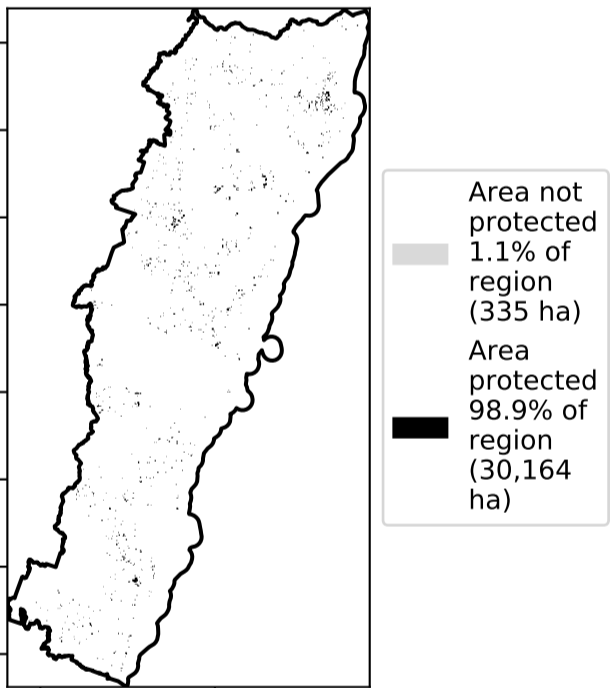 Area not
protected
1.1% of
region
(335 ha)
Area
protected
98.9% of
region
(30,164
ha)